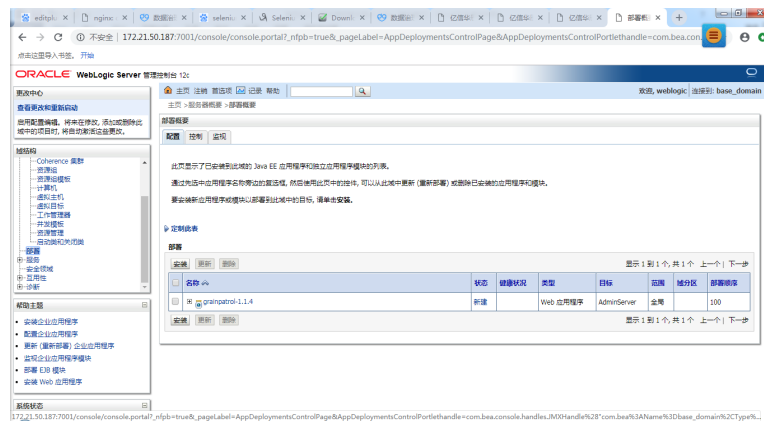 editplu
nginx
数据治
seleni
Seleni
Downl
数据治
亿信华
亿信华
亿信华
部署概
不安全 | 172.21.50.187:7001/console/console.portal?_nfpb=true&_pageLabel=AppDeploymentsControlPage&AppDeploymentsControlPortlethandle=com.bea.con
点击这里导入书签。 开始
ORACLE WebLogic Server 管理控制台 12c
更改中心
查看更改和重新启动
启用配置编辑。将来在修改, 添加或删除此域中的项目时, 将自动激活这些更改。
域结构
Coherence 集群
资源组
资源组模板
计算机
虚拟主机
虚拟目标
工作管理器
并发模板
资源管理
启动类和关闭类
部署
服务
安全领域
互用性
诊断
帮助主题
安装企业应用程序
配置企业应用程序
更新 (重新部署) 企业应用程序
监视企业应用程序模块
部署 EJB 模块
安装 Web 应用程序
系统状态
主页 注销 首选项 记录 帮助
欢迎, weblogic 连接到: base_domain
主页 >服务器概要 >部署概要
部署概要
配置 控制 监视
此页显示了已安装到此域的 Java EE 应用程序和独立应用程序模块的列表。
通过先选中应用程序名称旁边的复选框, 然后使用此页中的控件, 可以从此域中更新 (重新部署) 或删除已安装的应用程序和模块。
要安装新应用程序或模块以部署到此域中的目标, 请单击安装。
定制此表
部署
安装 更新 删除 显示 1 到 1 个, 共 1 个 上一个 | 下一步
名称 状态 健康状况 类型 目标 范围 域分区 部署顺序
grainpatrol-1.1.4 新建 Web 应用程序 AdminServer 全局 100
安装 更新 删除 显示 1 到 1 个, 共 1 个 上一个 | 下一步
172.21.50.187:7001/console/console.portal?_nfpb=true&_pageLabel=AppDeploymentsControlPage&AppDeploymentsControlPortlethandle=com.bea.console.handles.JMXHandle%28"com.bea%3AName%3Dbase_domain%2CType%...